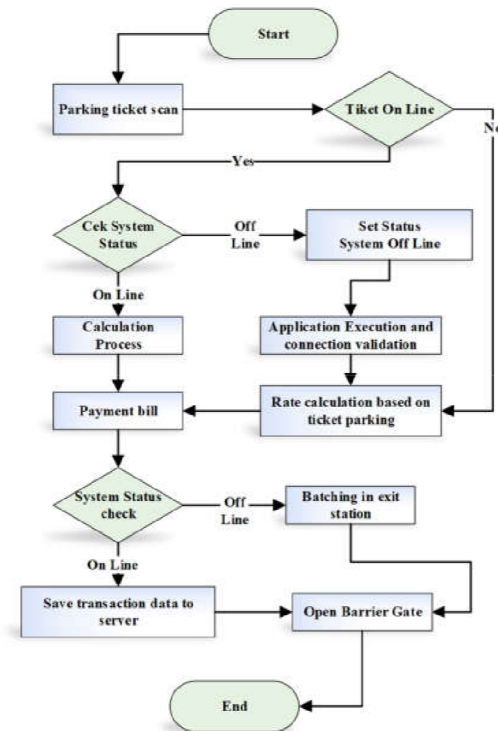 Start
Parking ticket scan
Tiket On Line
No
Yes
Cek System
Status
Off
Line
Set Status
System Off Line
On Line
Calculation
Process
Application Execution and
connection validation
Payment bill
Rate calculation based on
ticket parking
System Status
check
Off
Line
Batching in exit
station
On Line
Save transaction data to
server
Open Barrier Gate
End